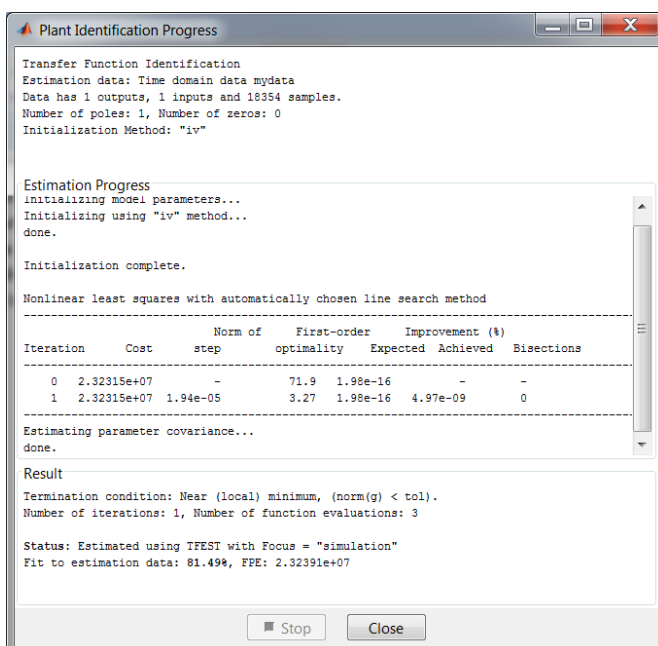 Plant Identification Progress
Transfer Function Identification
Estimation data: Time domain data mydata
Data has 1 outputs, 1 inputs and 18354 samples.
Number of poles: 1, Number of zeros: 0
Initialization Method: "iv"
Estimation Progress
Initializing model parameters...
Initializing using "iv" method...
done.
Initialization complete.
Nonlinear least squares with automatically chosen line search method
Norm of First-order Improvement (%)
Iteration Cost step optimality Expected Achieved Bisections
0 2.32315e+07 - 71.9 1.98e-16 - -
1 2.32315e+07 1.94e-05 3.27 1.98e-16 4.97e-09 0
Estimating parameter covariance...
done.
Result
Termination condition: Near (local) minimum, (norm(g) < tol).
Number of iterations: 1, Number of function evaluations: 3
Status: Estimated using TFEST with Focus = "simulation"
Fit to estimation data: 81.49%, FPE: 2.32391e+07
Stop Close